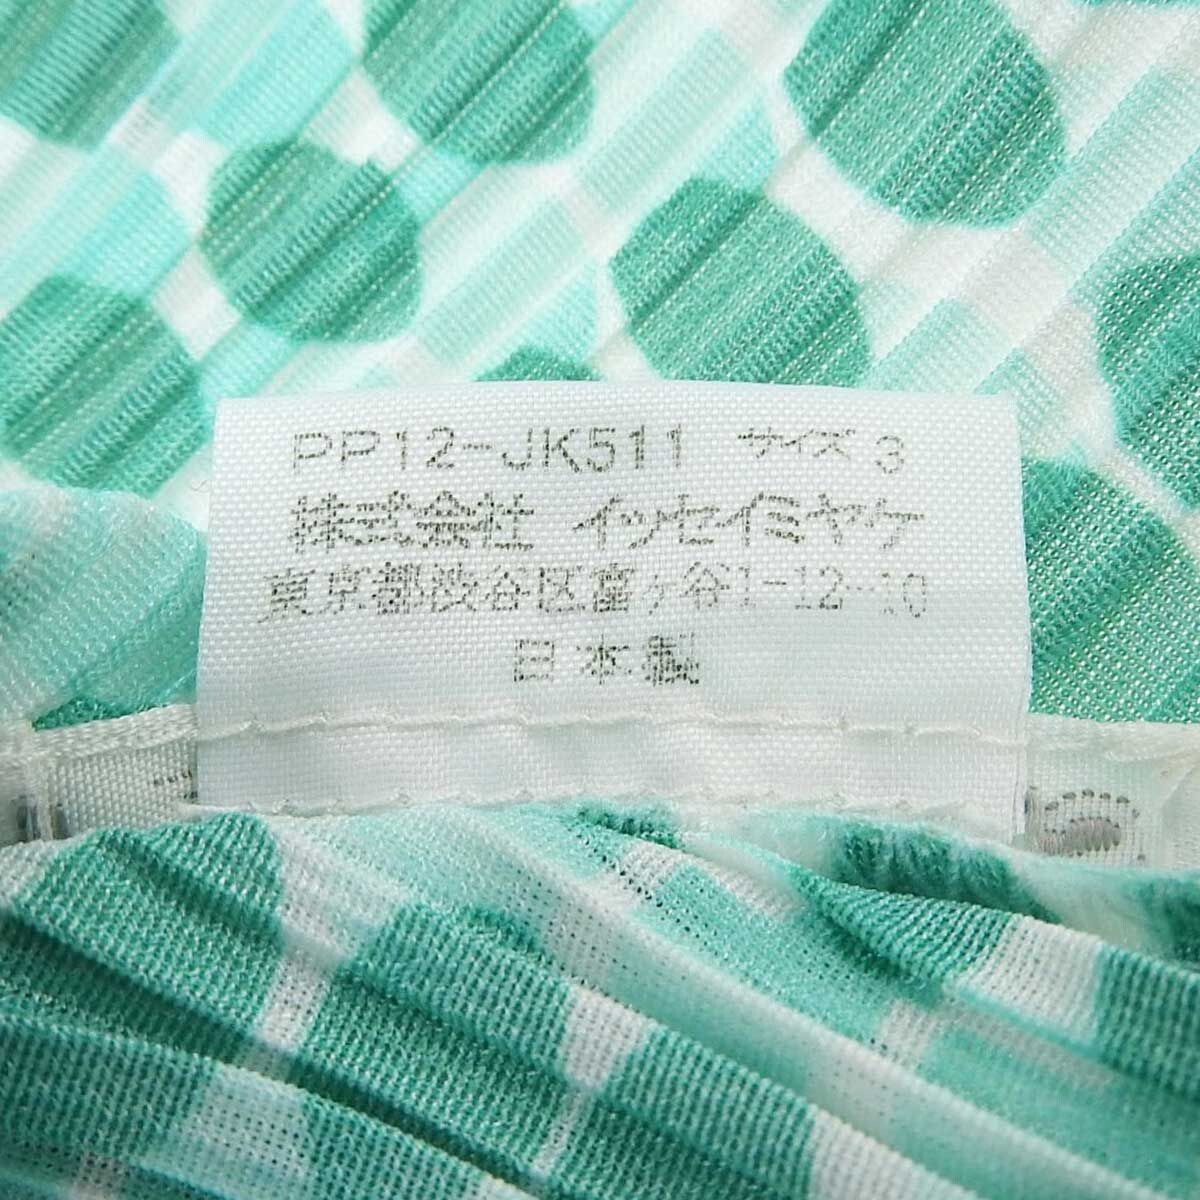 PP12-JK511 サイズ 3
株式会社 イッセイミヤケ
東京都渋谷区富ヶ谷1-12-10
日本製